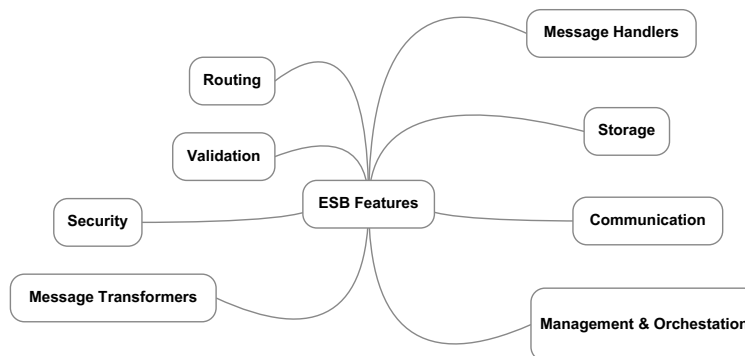 Message Handlers
Routing
Storage
Validation
ESB Features
Security
Communication
Message Transformers
Management & Orchestation